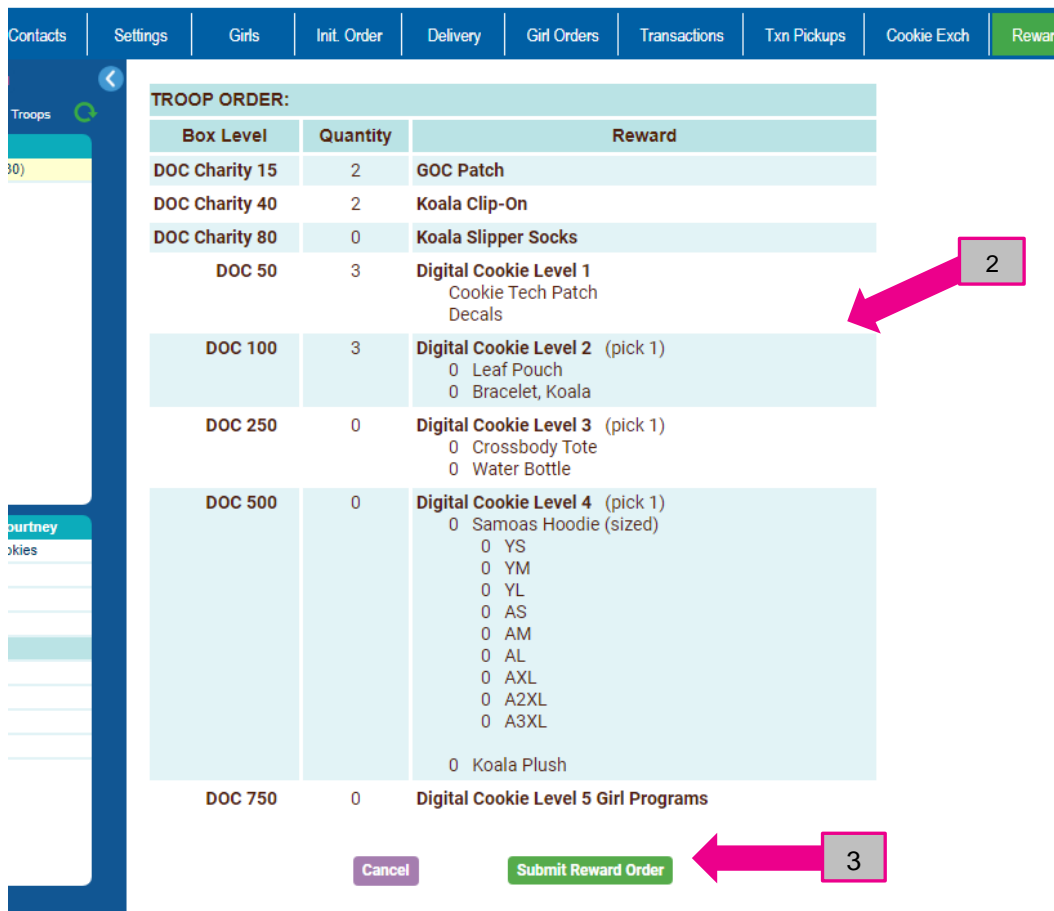 Contacts Settings Girls Init. Order Delivery Girl Orders Transactions Txn Pickups Cookie Exch
Troops
TROOP ORDER:
Box Level Quantity Reward
DOC Charity 15 2 GOC Patch
DOC Charity 40 2 Koala Clip-On
DOC Charity 80 0 Koala Slipper Socks
2
DOC 50 3 Digital Cookie Level 1
Cookie Tech Patch
Decals
DOC 100 3 Digital Cookie Level 2 (pick 1)
0 Leaf Pouch
0 Bracelet, Koala
DOC 250 0 Digital Cookie Level 3 (pick 1)
0 Crossbody Tote
0 Water Bottle
DOC 500 0 Digital Cookie Level 4 (pick 1)
0 Samoas Hoodie (sized)
0 YS
0 YM
0 YL
0 AS
0 AM
0 AL
0 AXL
0 A2XL
0 A3XL
0 Koala Plush
DOC 750 0 Digital Cookie Level 5 Girl Programs
Cancel Submit Reward Order 3